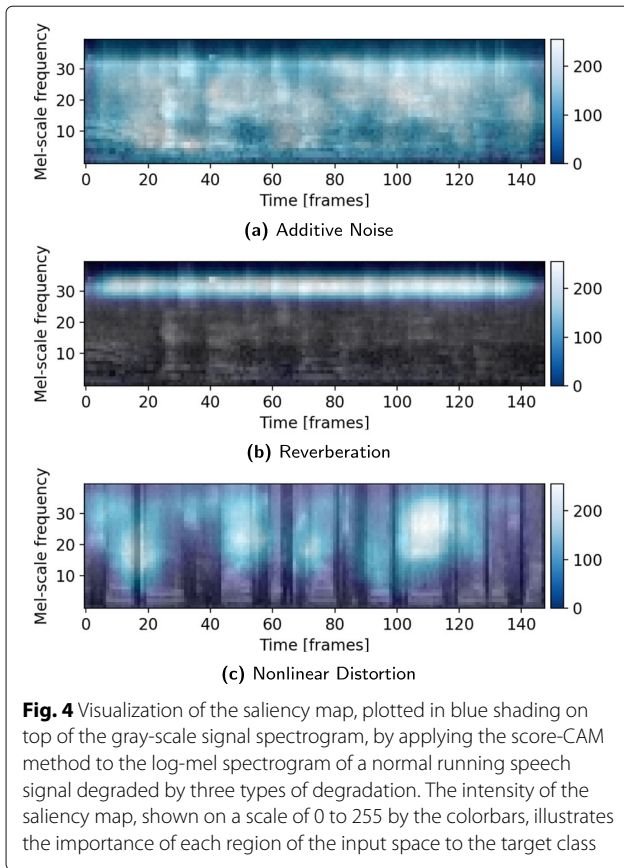 Mel-scale frequency
30
20
10
200
100
0
0 20 40 60 80 100 120 140
Time [frames]
(a) Additive Noise
Mel-scale frequency
30
20
10
200
100
0
0 20 40 60 80 100 120 140
Time [frames]
(b) Reverberation
Mel-scale frequency
30
20
10
200
100
0
0 20 40 60 80 100 120 140
Time [frames]
(c) Nonlinear Distortion
Fig. 4 Visualization of the saliency map, plotted in blue shading on
top of the gray-scale signal spectrogram, by applying the score-CAM
method to the log-mel spectrogram of a normal running speech
signal degraded by three types of degradation. The intensity of the
saliency map, shown on a scale of 0 to 255 by the colorbars, illustrates
the importance of each region of the input space to the target class